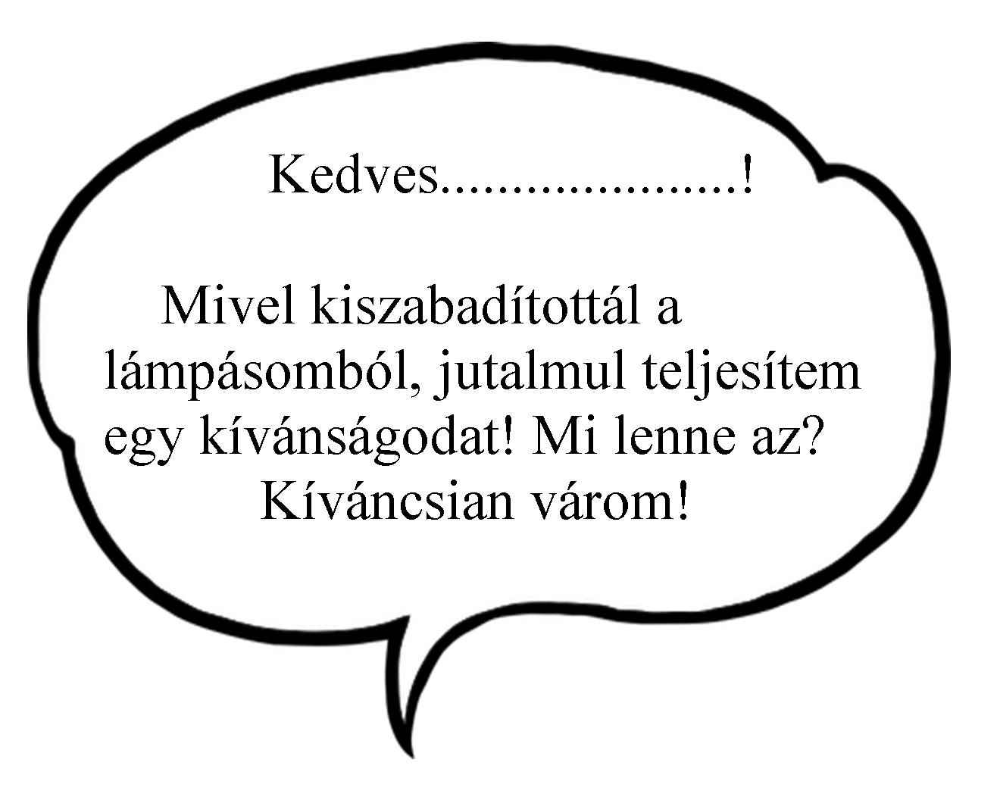 Kedves.....................!
Mivel kiszabadítottál a
lámpásomból, jutalmul teljesítem
egy kívánságodat! Mi lenne az?
Kíváncsian várom!